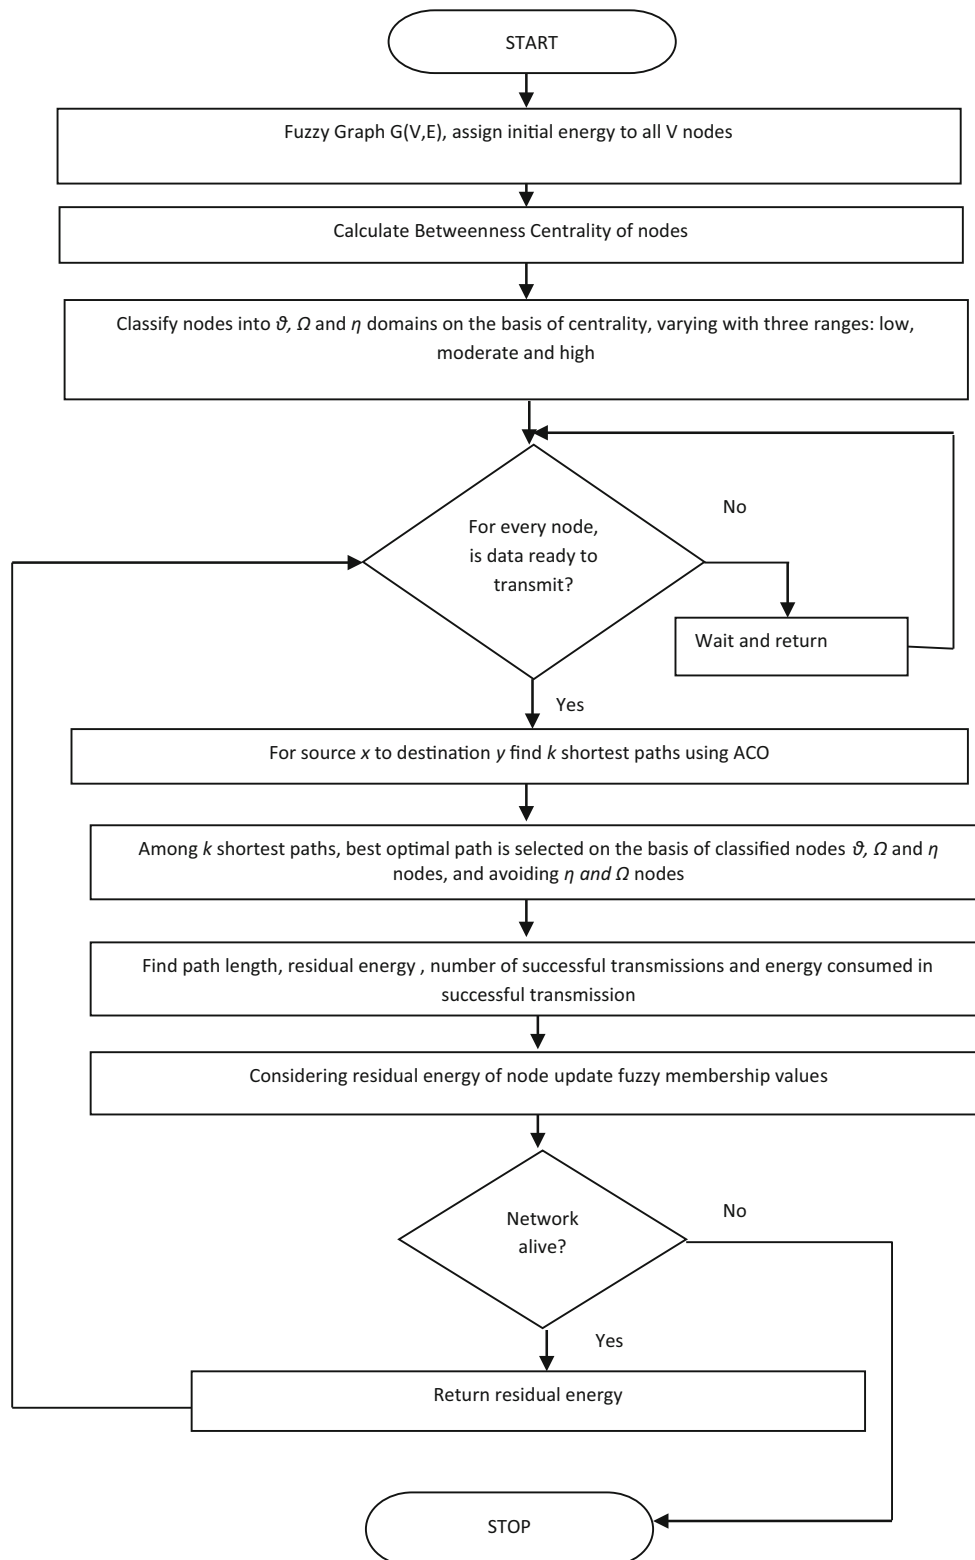 START
Fuzzy Graph G(V,E), assign initial energy to all V nodes
Calculate Betweenness Centrality of nodes
Classify nodes into ϑ, Ω and η domains on the basis of centrality, varying with three ranges: low,
moderate and high
No
For every node,
is data ready to
transmit?
Wait and return
Yes
For source x to destination y find k shortest paths using ACO
Among k shortest paths, best optimal path is selected on the basis of classified nodes ϑ, Ω and η
nodes, and avoiding η and Ω nodes
Find path length, residual energy , number of successful transmissions and energy consumed in
successful transmission
Considering residual energy of node update fuzzy membership values
No
Network
alive?
Yes
Return residual energy
STOP